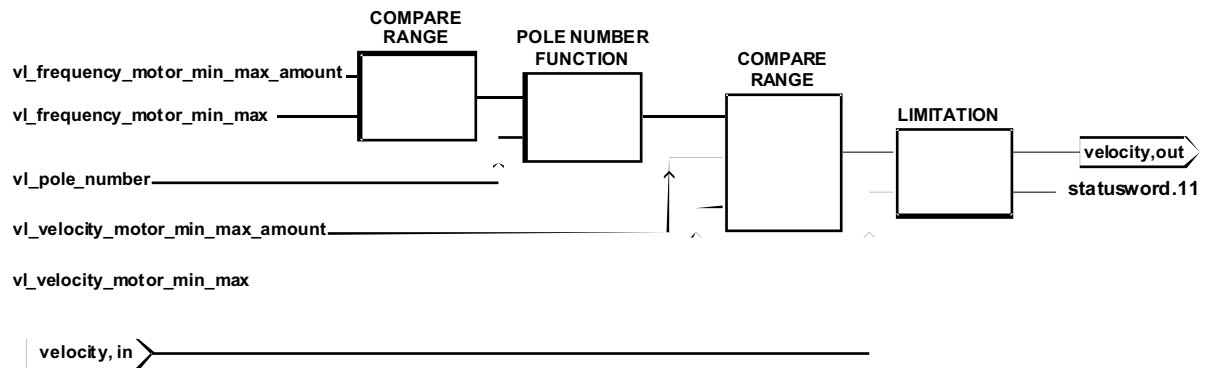 COMPARE
RANGE
POLE NUMBER
FUNCTION
COMPARE
RANGE
LIMITATION
vl_frequency_motor_min_max_amount
vl_frequency_motor_min_max
vl_pole_number
vl_velocity_motor_min_max_amount
vl_velocity_motor_min_max
velocity, in
velocity,out
statusword.11